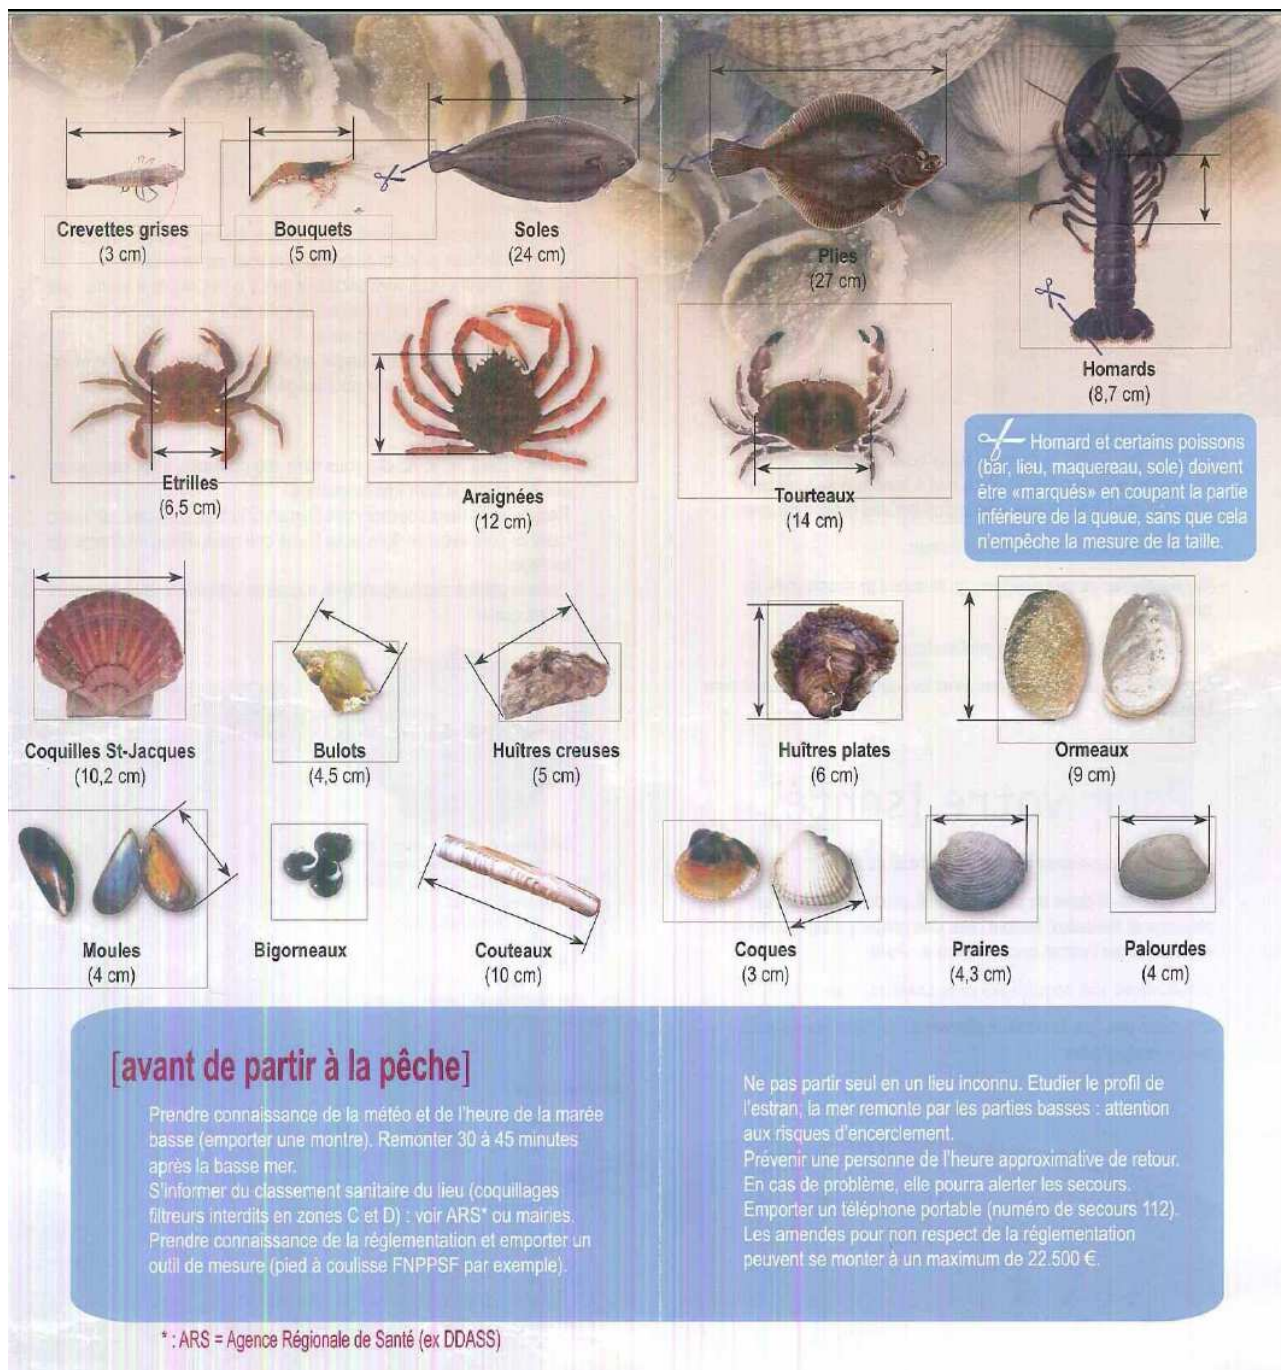 Crevettes grises
(3 cm)
Bouquets
(5 cm)
Soles
(24 cm)
Plies
(27 cm)
Homards
(8,7 cm)
Etrilles
(6,5 cm)
Araignées
(12 cm)
Tourteaux
(14 cm)
Homard et certains poissons
(bar, lieu, maquereau, sole) doivent
être «marqués» en coupant la partie
inférieure de la queue, sans que cela
n'empêche la mesure de la taille.
Coquilles St-Jacques
(10,2 cm)
Bulots
(4,5 cm)
Huîtres creuses
(5 cm)
Huîtres plates
(6 cm)
Ormeaux
(9 cm)
Moules
(4 cm)
Bigorneaux
Couteaux
(10 cm)
Coques
(3 cm)
Praires
(4,3 cm)
Palourdes
(4 cm)
[avant de partir à la pêche]
Prendre connaissance de la météo et de l'heure de la marée
basse (emporter une montre). Remonter 30 à 45 minutes
après la basse mer.
S'informer du classement sanitaire du lieu (coquillages
filtreurs interdits en zones C et D) : voir ARS* ou mairies.
Prendre connaissance de la réglementation et emporter un
outil de mesure (pied à coulisse FNPPSF par exemple).
Ne pas partir seul en un lieu inconnu. Etudier le profil de
l'estran, la mer remonte par les parties basses : attention
aux risques d'encerclement.
Prévenir une personne de l'heure approximative de retour.
En cas de problème, elle pourra alerter les secours.
Emporter un téléphone portable (numéro de secours 112).
Les amendes pour non respect de la réglementation
peuvent se monter à un maximum de 22.500 €.
* : ARS = Agence Régionale de Santé (ex DDASS)